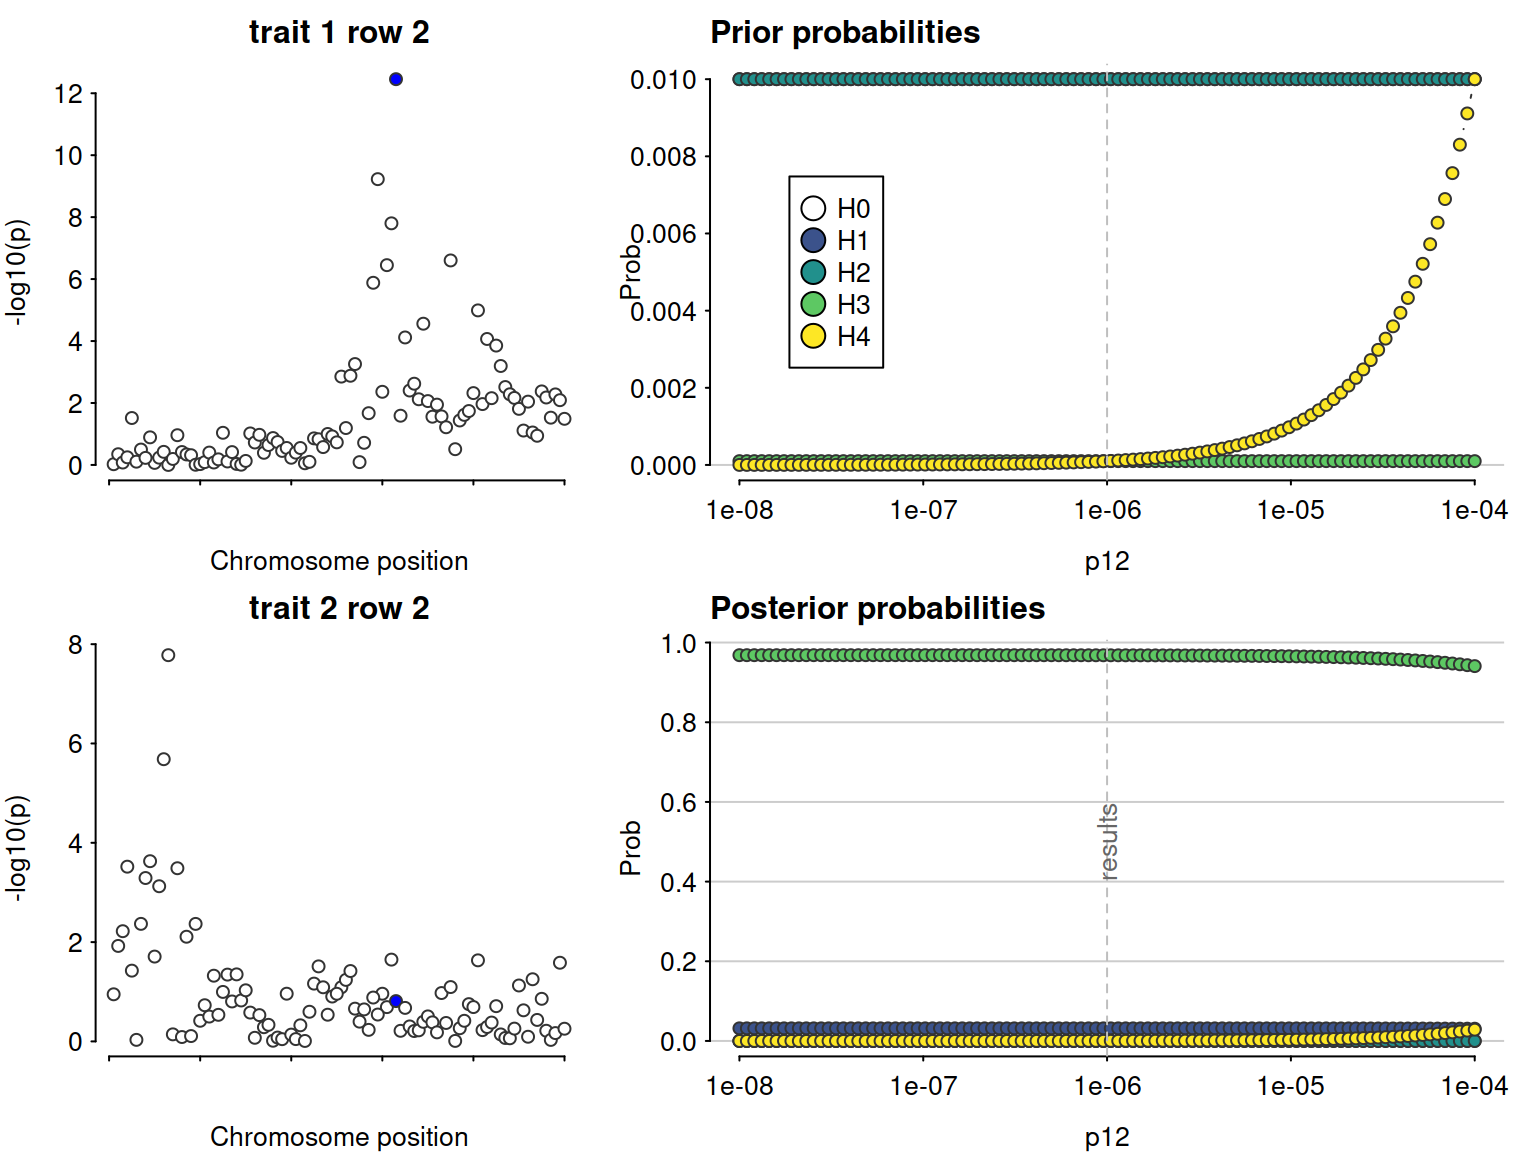 trait 1 row 2
-log10(p)
12
10
8
6
4
2
0
Chromosome position
Prior probabilities
Prob
0.010
0.008
0.006
0.004
0.002
0.000
H0
H1
H2
H3
H4
1e-08 1e-07 1e-06 1e-05 1e-04
p12
trait 2 row 2
-log10(p)
8
6
4
2
0
Chromosome position
Posterior probabilities
Prob
1.0
0.8
0.6
0.4
0.2
0.0
results
1e-08 1e-07 1e-06 1e-05 1e-04
p12